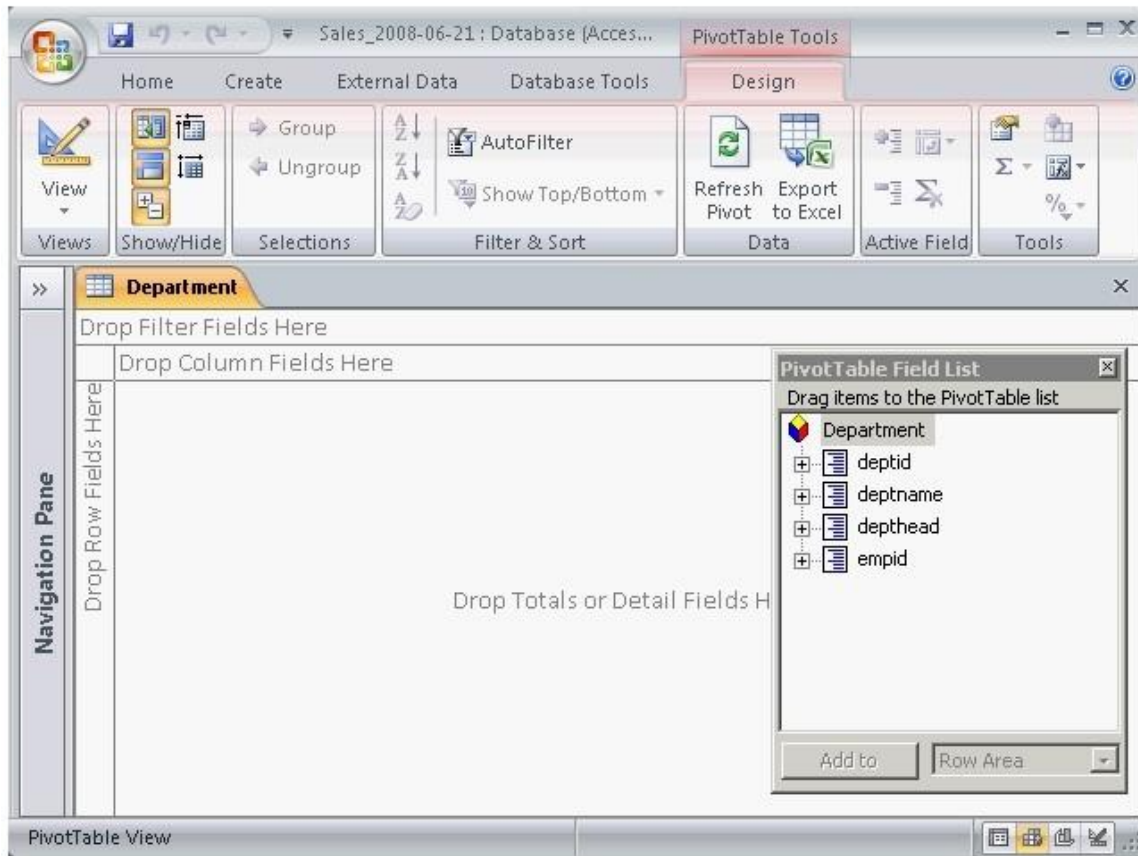 Sales_2008-06-21 : Database (Acces...
PivotTable Tools
Home
Create
External Data
Database Tools
Design
View
Views
Show/Hide
Group
Ungroup
Selections
AutoFilter
Show Top/Bottom
Filter & Sort
Refresh Pivot
Export to Excel
Data
Active Field
Tools
Department
Navigation Pane
Drop Filter Fields Here
Drop Column Fields Here
Drop Row Fields Here
Drop Totals or Detail Fields H
PivotTable Field List
Drag items to the PivotTable list
Department
deptid
deptname
depthead
empid
Add to
Row Area
PivotTable View